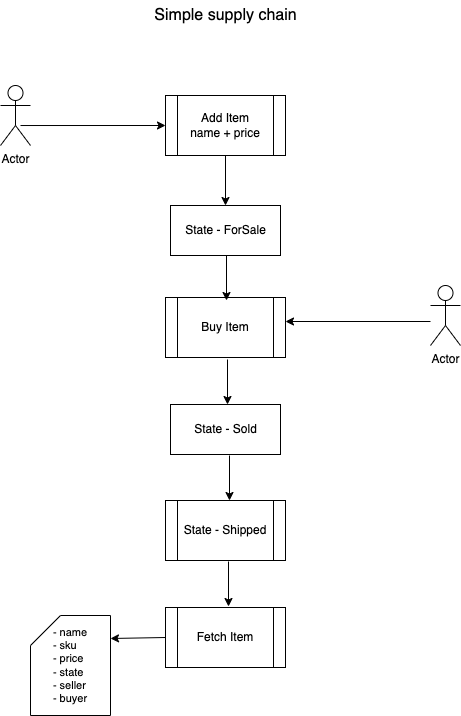 Simple supply chain
Add Item
name + price
Actor
State - ForSale
Buy Item
Actor
State - Sold
State - Shipped
Fetch Item
- name
- sku
- price
- state
- seller
- buyer